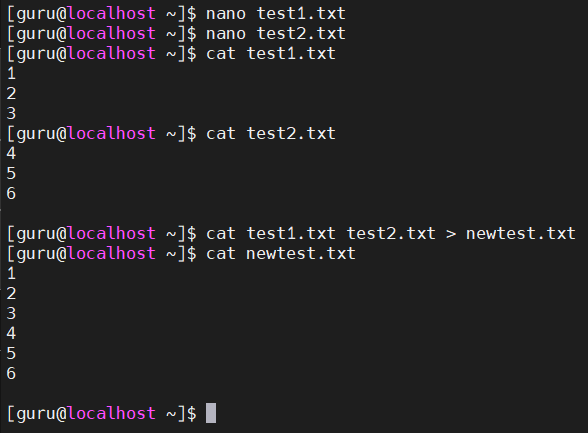 [guru@localhost ~]$ nano test1.txt
[guru@localhost ~]$ nano test2.txt
[guru@localhost ~]$ cat test1.txt
1
2
3
[guru@localhost ~]$ cat test2.txt
4
5
6
[guru@localhost ~]$ cat test1.txt test2.txt > newtest.txt
[guru@localhost ~]$ cat newtest.txt
1
2
3
4
5
6
[guru@localhost ~]$